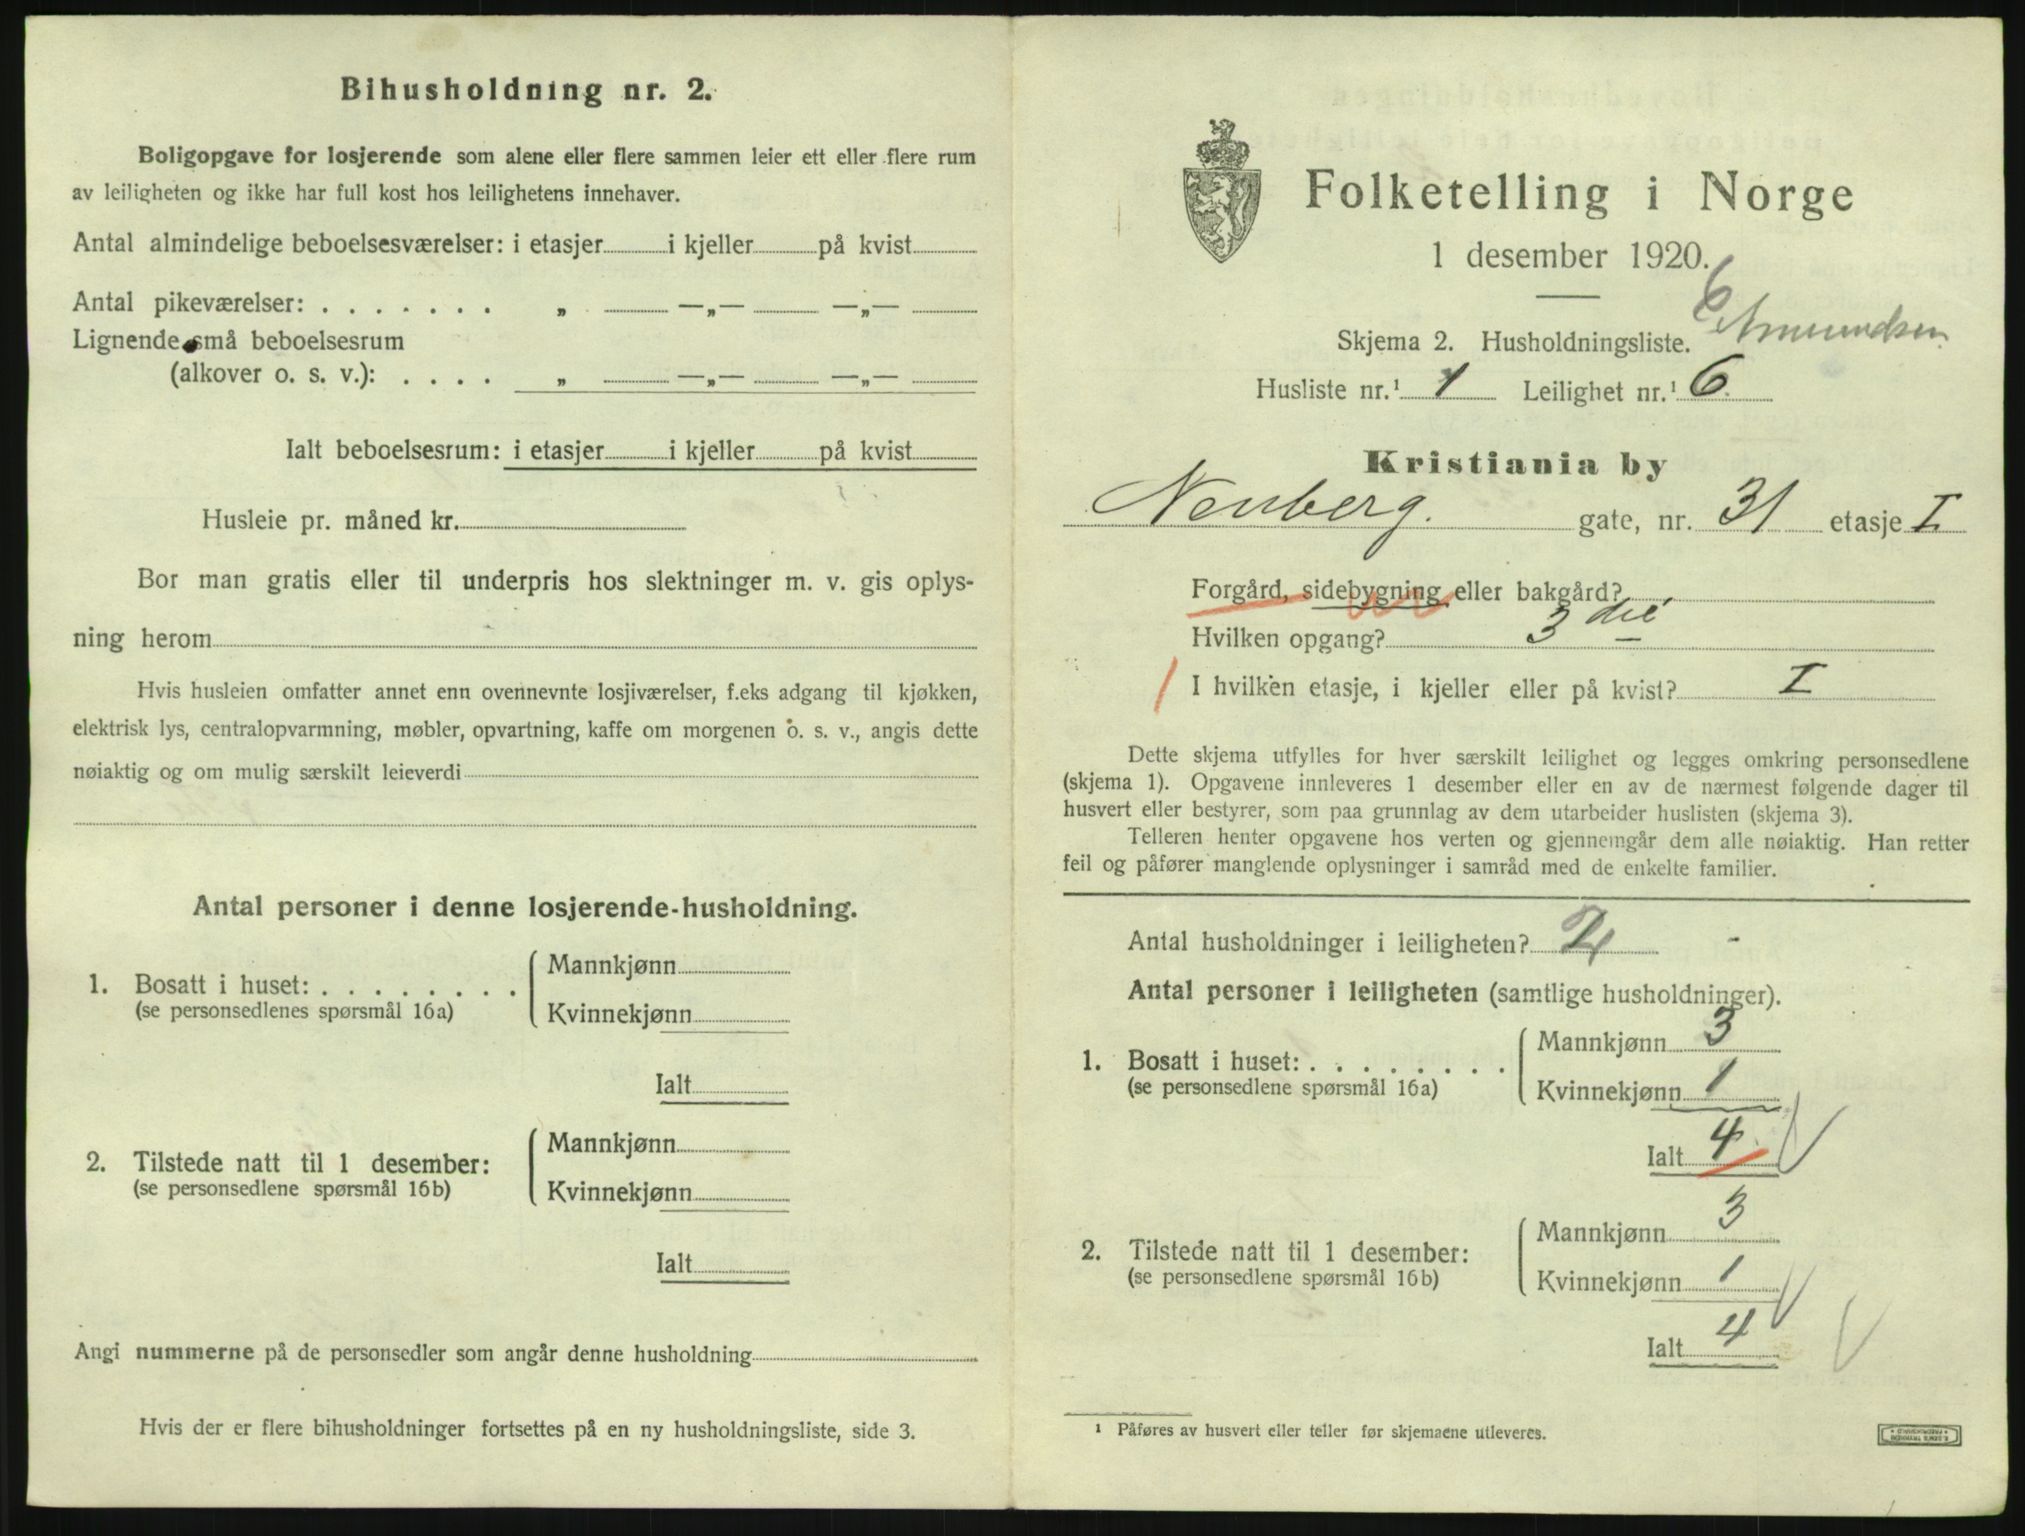 Bihusholdning nr. 2.
Boligopgave for losjerende som alene eller flere sammen leier ett eller flere rum
av leiligheten og ikke har full kost hos leilighetens innehaver.
Antal almindelige beboelsesværelser: i etasjer i kjeller på kvist
Antal pikeværelser: . . . . . . . „ —„— —„—
Lignende små beboelsesrum
(alkover o. s. v.): . . . . „ —„— —„—
Ialt beboelsesrum: i etasjer i kjeller på kvist
Husleie pr. måned kr.
Bor man gratis eller til underpris hos slektninger m. v. gis oplys-
ning herom
Hvis husleien omfatter annet enn ovennevnte losjiværelser, f.eks adgang til kjøkken,
elektrisk lys, centralopvarmning, møbler, opvartning, kaffe om morgenen o. s. v., angis dette
nøiaktig og om mulig særskilt leieverdi
Antal personer i denne losjerende-husholdning.
1. Bosatt i huset: . . . . . . . .
(se personsedlenes spørsmål 16a)
Mannkjønn
Kvinnekjønn
Ialt
2. Tilstede natt til 1 desember:
(se personsedlene spørsmål 16b)
Mannkjønn
Kvinnekjønn
Ialt
Angi nummerne på de personsedler som angår denne husholdning
Hvis der er flere bihusholdninger fortsettes på en ny husholdningsliste, side 3.
Folketelling i Norge
1 desember 1920.
6
Amundsen
Skjema 2. Husholdningsliste.
Husliste nr.¹ 1 Leilighet nr.¹ 6
Kristiania by
Neuberg. gate, nr. 31 etasje I
Forgård, sidebygning eller bakgård?
Hvilken opgang? 3 die
I hvilken etasje, i kjeller eller på kvist? I
Dette skjema utfylles for hver særskilt leilighet og legges omkring personsedlene
(skjema 1). Opgavene innleveres 1 desember eller en av de nærmest følgende dager til
husvert eller bestyrer, som paa grunnlag av dem utarbeider huslisten (skjema 3).
Telleren henter opgavene hos verten og gjennemgår dem alle nøiaktig. Han retter
feil og påfører manglende oplysninger i samråd med de enkelte familier.
Antal husholdninger i leiligheten?
Antal personer i leiligheten (samtlige husholdninger).
1. Bosatt i huset: . . . . . . . .
(se personsedlene spørsmål 16a)
Mannkjønn 3
Kvinnekjønn 1
Ialt 4
2. Tilstede natt til 1 desember:
(se personsedlene spørsmål 16b)
Mannkjønn 3
Kvinnekjønn 1
Ialt 4
¹ Påføres av husvert eller teller før skjemaene utleveres.